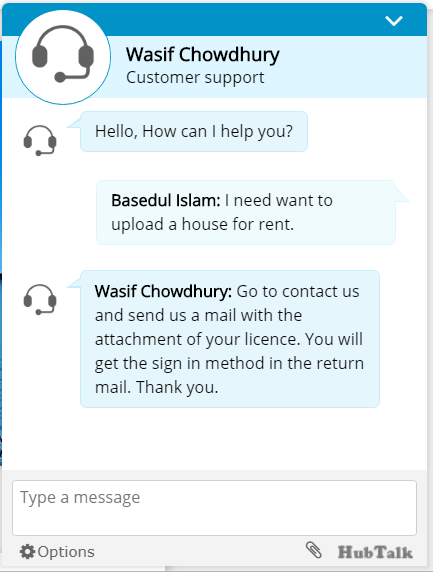 Wasif Chowdhury
Customer support
Hello, How can I help you?
Basedul Islam: I need want to
upload a house for rent.
Wasif Chowdhury: Go to contact us
and send us a mail with the
attachment of your licence. You will
get the sign in method in the return
mail. Thank you.
Type a message
Options
HubTalk